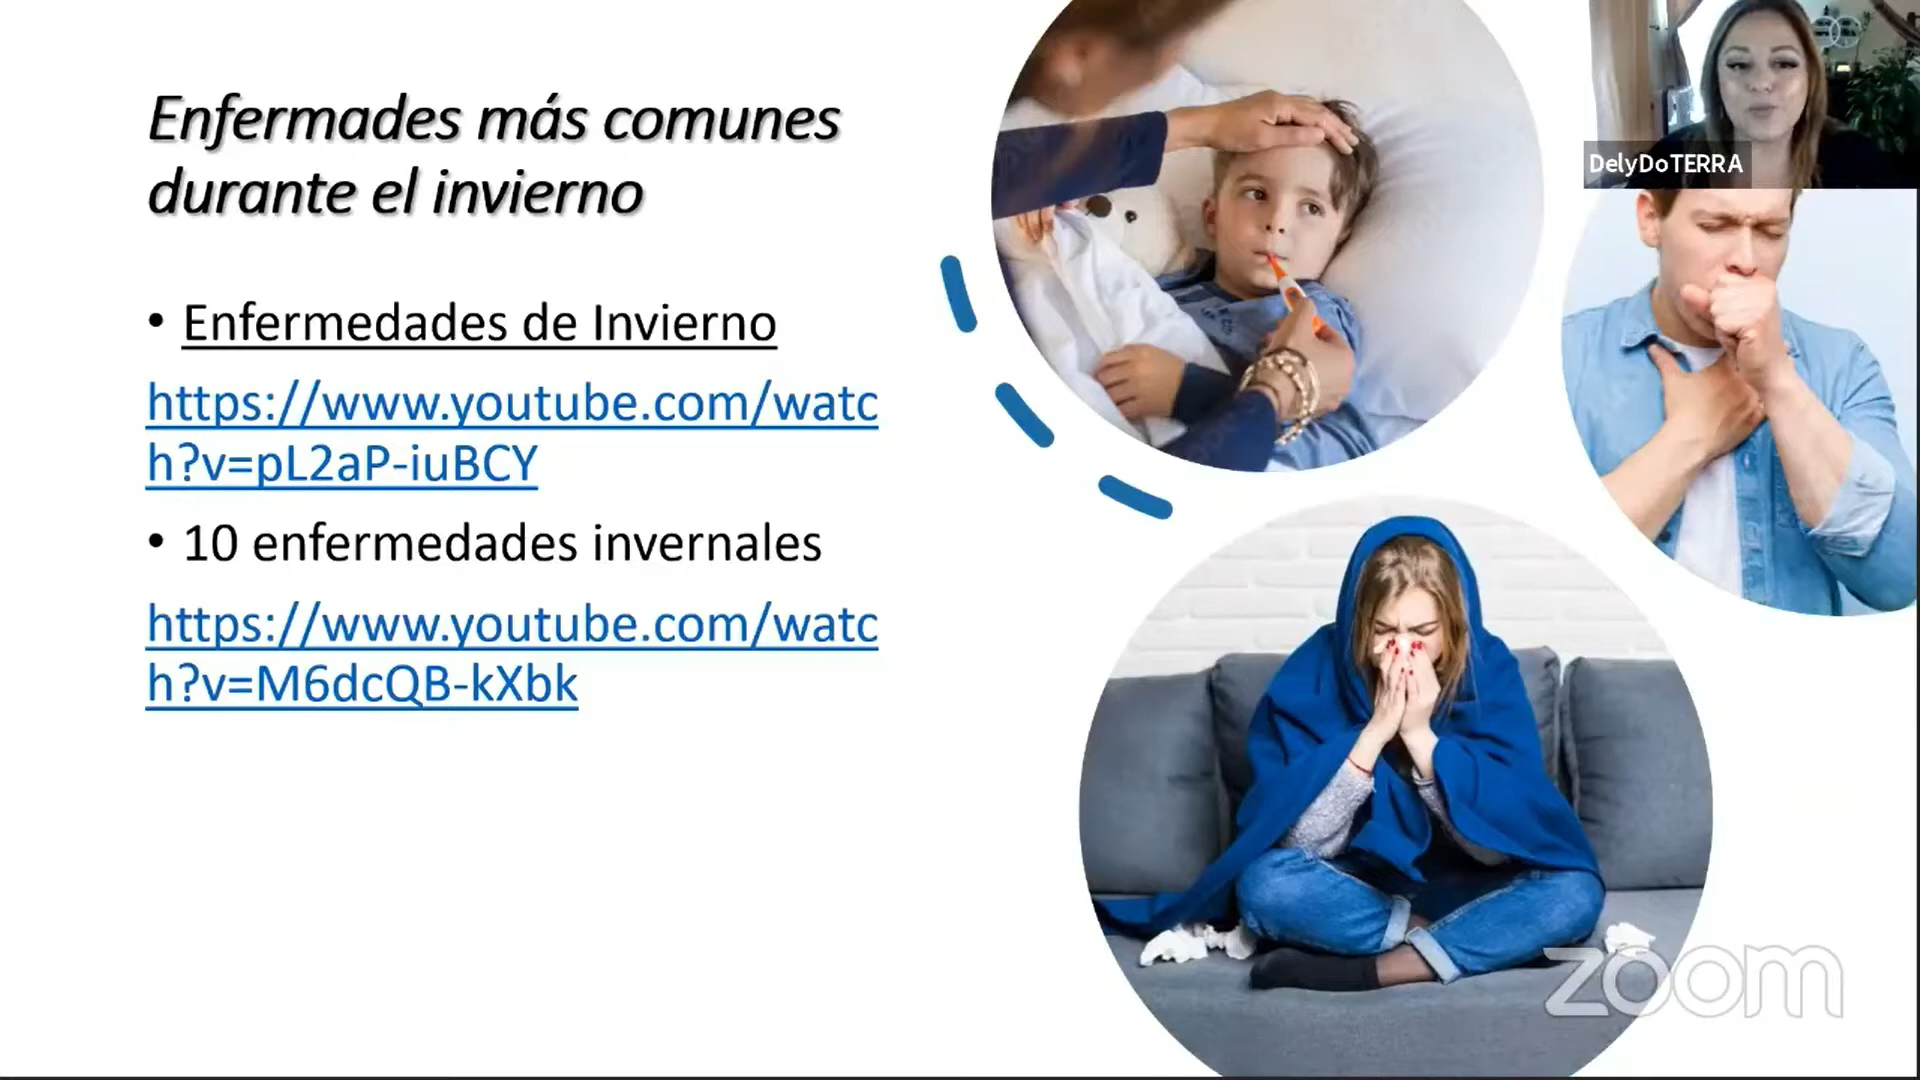 Enfermades más comunes
durante el invierno
• Enfermedades de Invierno
https://www.youtube.com/watc
h?v=pL2aP-iuBCY
• 10 enfermedades invernales
https://www.youtube.com/watc
h?v=M6dcQB-kXbk
DelyDoTERRA
zoom